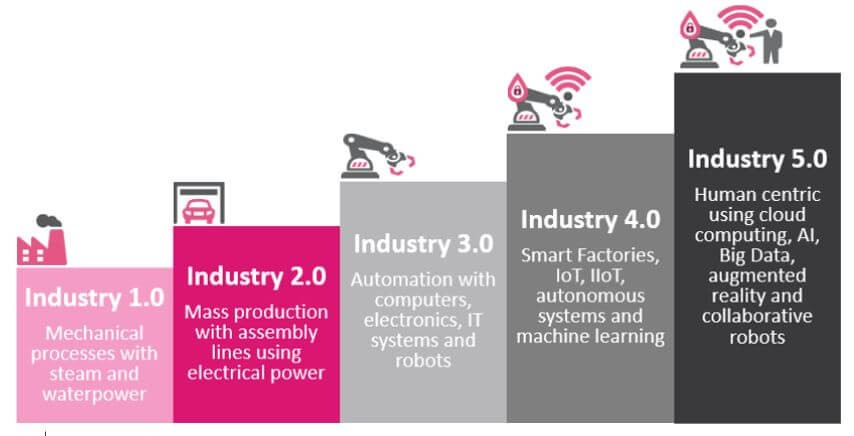 Industry 1.0
Mechanical
processes with
steam and
waterpower
Industry 2.0
Mass production
with assembly
lines using
electrical power
Industry 3.0
Automation with
computers,
electronics, IT
systems and
robots
Industry 4.0
Smart Factories,
IoT, IIoT,
autonomous
systems and
machine learning
Industry 5.0
Human centric
using cloud
computing, AI,
Big Data,
augmented
reality and
collaborative
robots